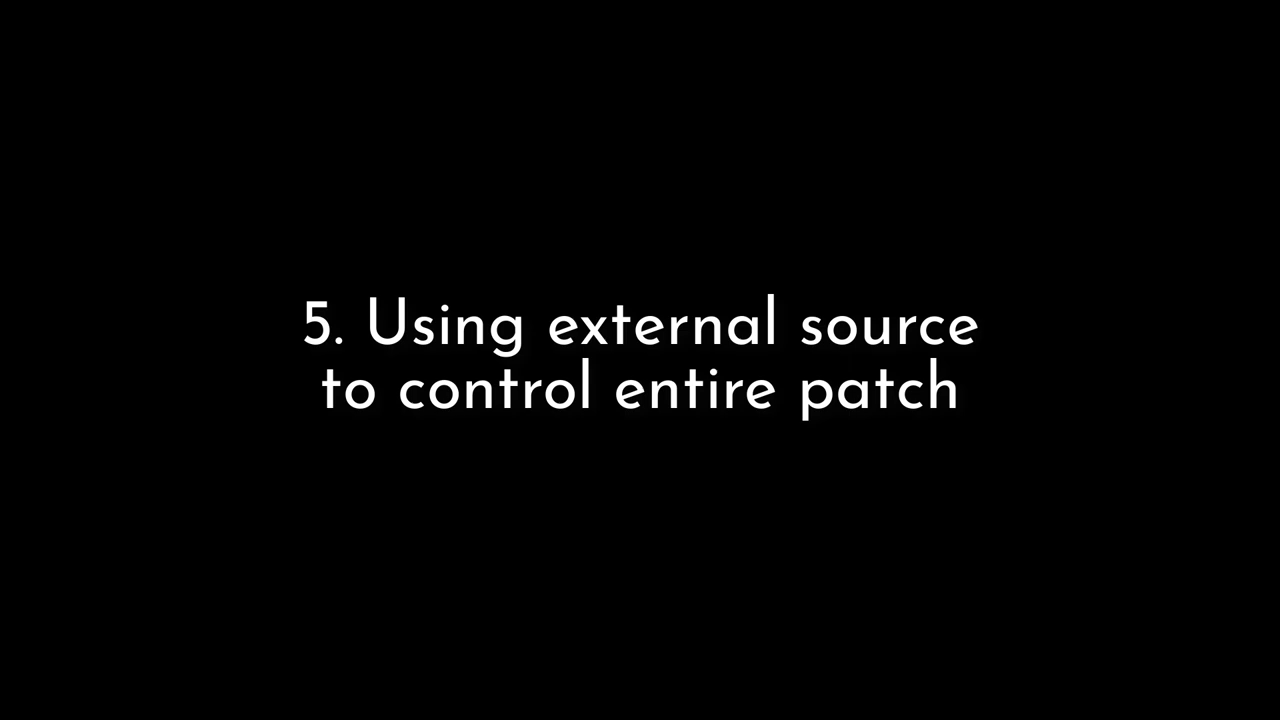 5. Using external source
to control entire patch